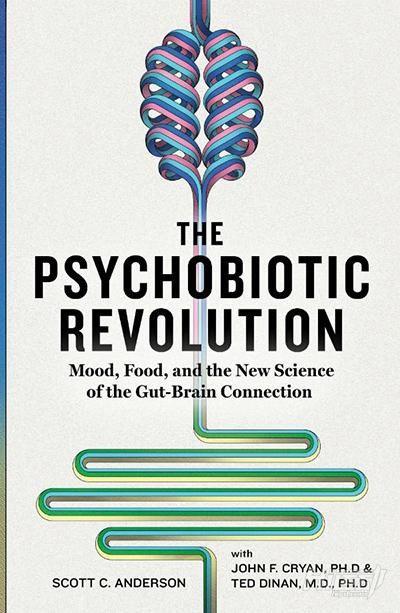 THE
PSYCHOBIOTIC
REVOLUTION
Mood, Food, and the New Science
of the Gut-Brain Connection
with
SCOTT C. ANDERSON
JOHN F. CRYAN, PH.D &
TED DINAN, M.D., PH.D